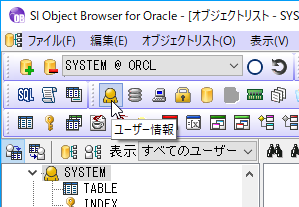 SI Object Browser for Oracle - [オブジェクトリスト - SYS
ファイル(F) 編集(E) オブジェクトリスト(O) 表示(V)
SYSTEM @ ORCL
SQL
ユーザー情報
表示 すべてのユーザー
SYSTEM
TABLE
INDEX